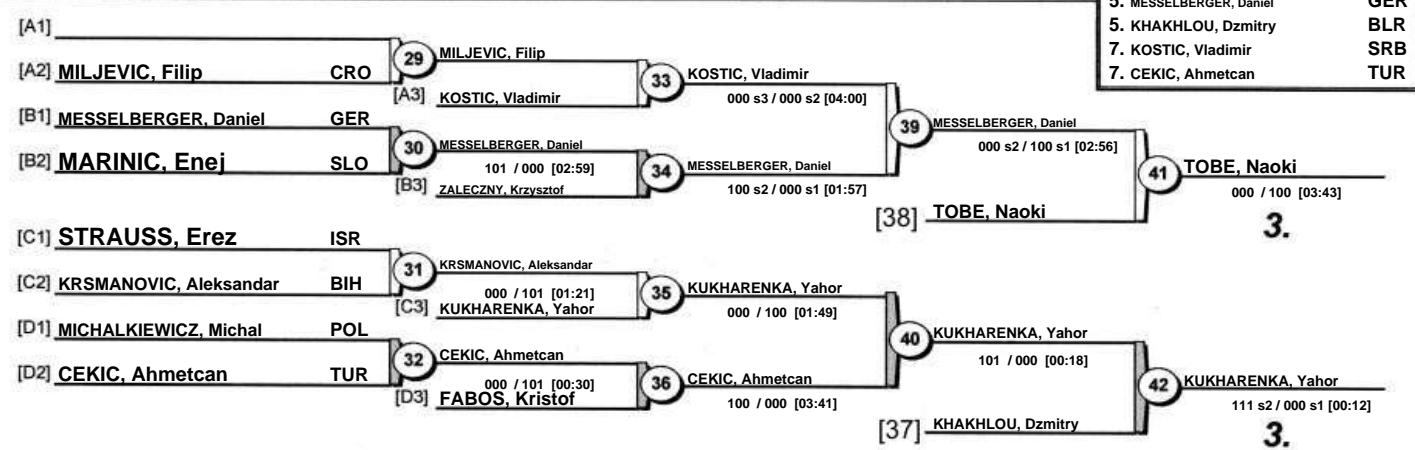 5. MESSELBERGER, Daniel GER
5. KHAKHLOU, Dzmitry BLR
7. KOSTIC, Vladimir SRB
7. CEKIC, Ahmetcan TUR
[A1]
[A2] MILJEVIC, Filip CRO
29
MILJEVIC, Filip
[A3] KOSTIC, Vladimir
33
KOSTIC, Vladimir
000 s3 / 000 s2 [04:00]
[B1] MESSELBERGER, Daniel GER
[B2] MARINIC, Enej SLO
30
MESSELBERGER, Daniel
101 / 000 [02:59]
[B3] ZALECZNY, Krzysztof
34
MESSELBERGER, Daniel
100 s2 / 000 s1 [01:57]
39
MESSELBERGER, Daniel
000 s2 / 100 s1 [02:56]
[38] TOBE, Naoki
41
TOBE, Naoki
000 / 100 [03:43]
3.
[C1] STRAUSS, Erez ISR
[C2] KRSMANOVIC, Aleksandar BIH
31
KRSMANOVIC, Aleksandar
000 / 101 [01:21]
[C3] KUKHARENKA, Yahor
35
KUKHARENKA, Yahor
000 / 100 [01:49]
[D1] MICHALKIEWICZ, Michal POL
[D2] CEKIC, Ahmetcan TUR
32
CEKIC, Ahmetcan
000 / 101 [00:30]
[D3] FABOS, Kristof
36
CEKIC, Ahmetcan
100 / 000 [03:41]
40
KUKHARENKA, Yahor
101 / 000 [00:18]
[37] KHAKHLOU, Dzmitry
42
KUKHARENKA, Yahor
111 s2 / 000 s1 [00:12]
3.